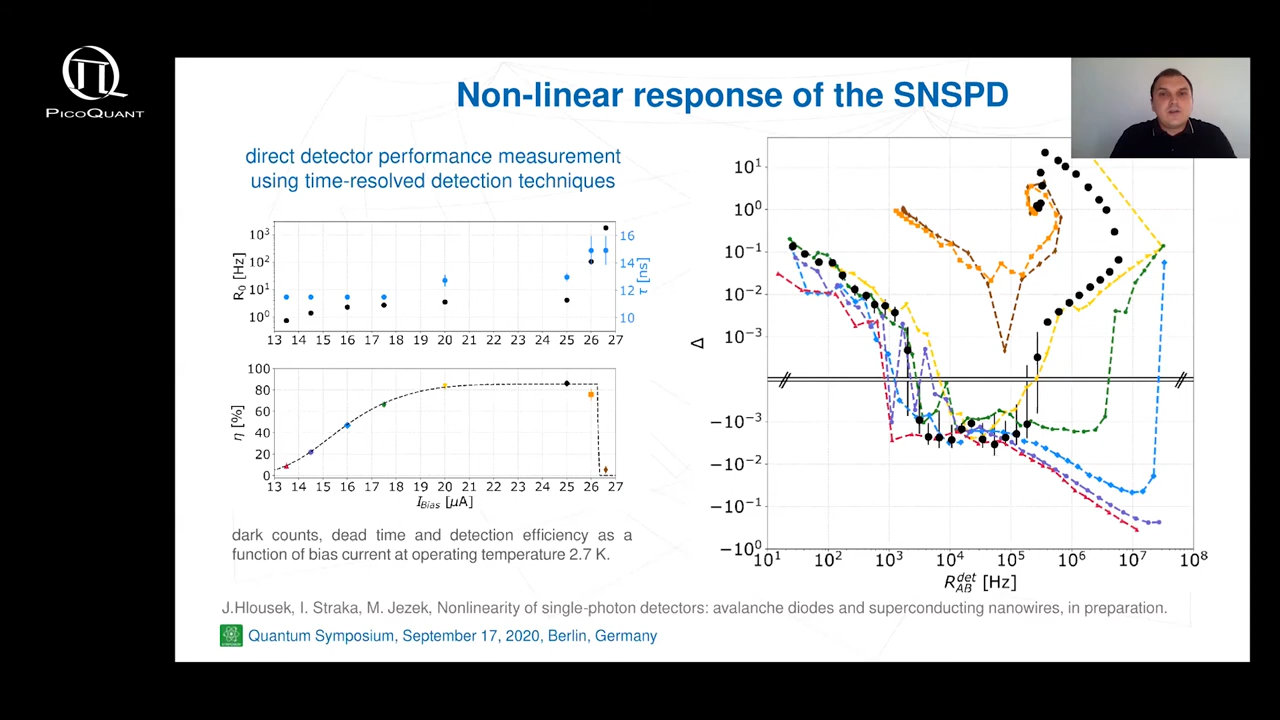 PICOQUANT
Non-linear response of the SNSPD
direct detector performance measurement
using time-resolved detection techniques
R₀ [Hz]
10³
10²
10¹
10⁰
16
14
12
10
τ [ns]
13 14 15 16 17 18 19 20 21 22 23 24 25 26 27
η [%]
100
80
60
40
20
0
13 14 15 16 17 18 19 20 21 22 23 24 25 26 27
I_Bias [μA]
dark counts, dead time and detection efficiency as a
function of bias current at operating temperature 2.7 K.
Δ
10¹
10⁰
10⁻¹
10⁻²
10⁻³
−10⁻³
−10⁻²
−10⁻¹
−10⁰
10¹ 10² 10³ 10⁴ 10⁵ 10⁶ 10⁷ 10⁸
R_AB^det [Hz]
J.Hlousek, I. Straka, M. Jezek, Nonlinearity of single-photon detectors: avalanche diodes and superconducting nanowires, in preparation.
Quantum Symposium, September 17, 2020, Berlin, Germany